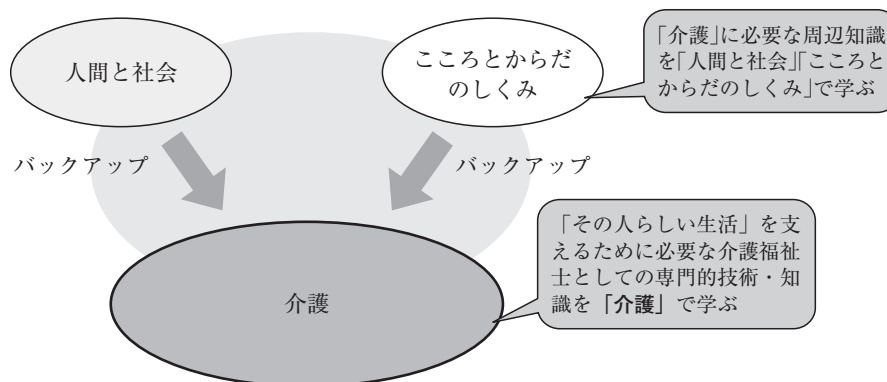 人間と社会
こころとからだ
のしくみ
「介護」に必要な周辺知識
を「人間と社会」「こころと
からだのしくみ」で学ぶ
バックアップ
バックアップ
介護
「その人らしい生活」を支
えるために必要な介護福祉
士としての専門的技術・知
識を「介護」で学ぶ